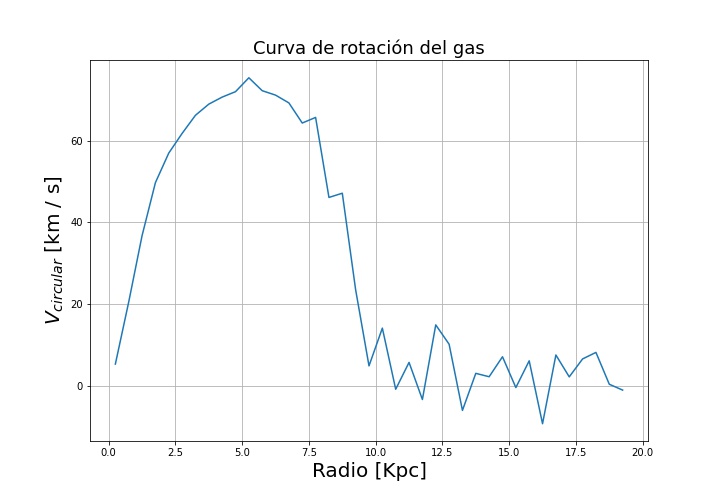 Curva de rotación del gas
V_circular [km / s]
60
40
20
0
0.0 2.5 5.0 7.5 10.0 12.5 15.0 17.5 20.0
Radio [Kpc]